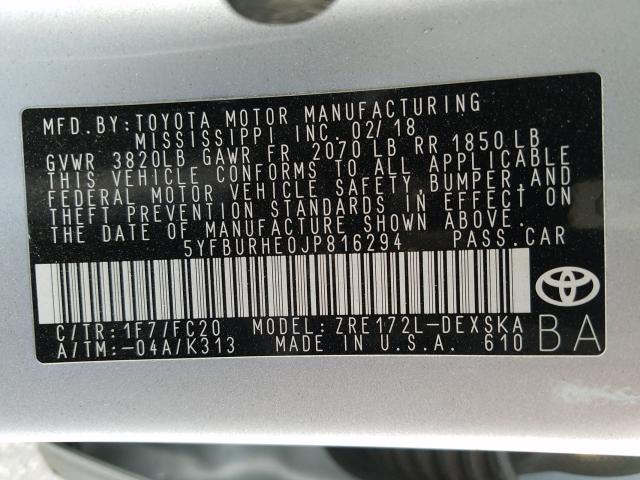 MFD.BY:TOYOTA MOTOR MANUFACTURING
MISSISSIPPI INC. 02/18
GVWR 3820LB GAWR FR 2070 LB RR 1850 LB
THIS VEHICLE CONFORMS TO ALL APPLICABLE
FEDERAL MOTOR VEHICLE SAFETY,BUMPER,AND
THEFT PREVENTION STANDARDS IN EFFECT ON
THE DATE OF MANUFACTURE SHOWN ABOVE.
5YFBURHE0JP816294 PASS.CAR
C/TR:1F7/FC20 MODEL:ZRE172L-DEXSKA
A/TM:-04A/K313 MADE IN U.S.A. 610
BA